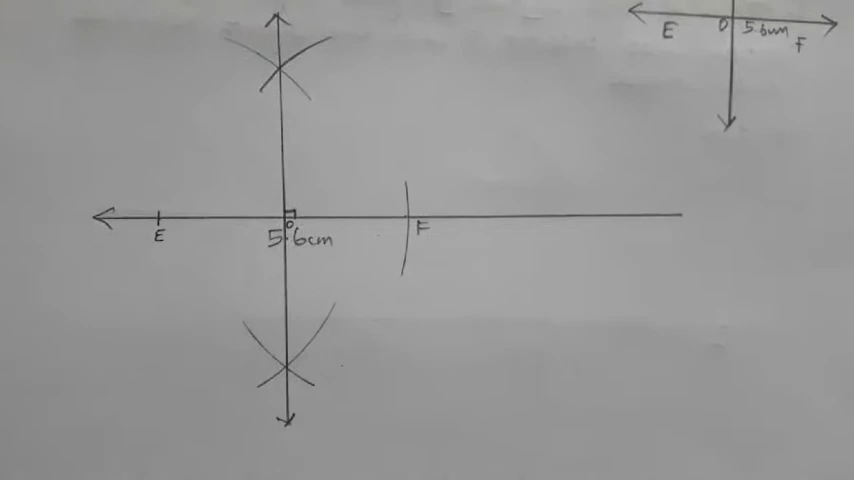 E O 5.6cm
F
E O F
5.6cm